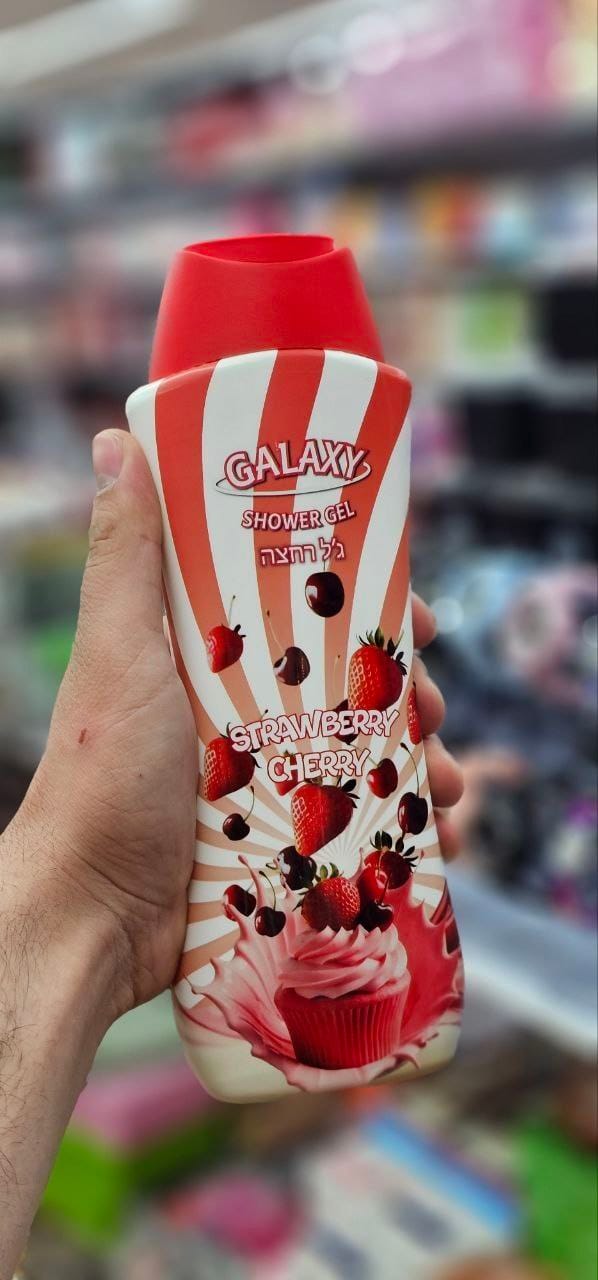 GALAXY
SHOWER GEL
ג'ל רחצה
STRAWBERRY
CHERRY